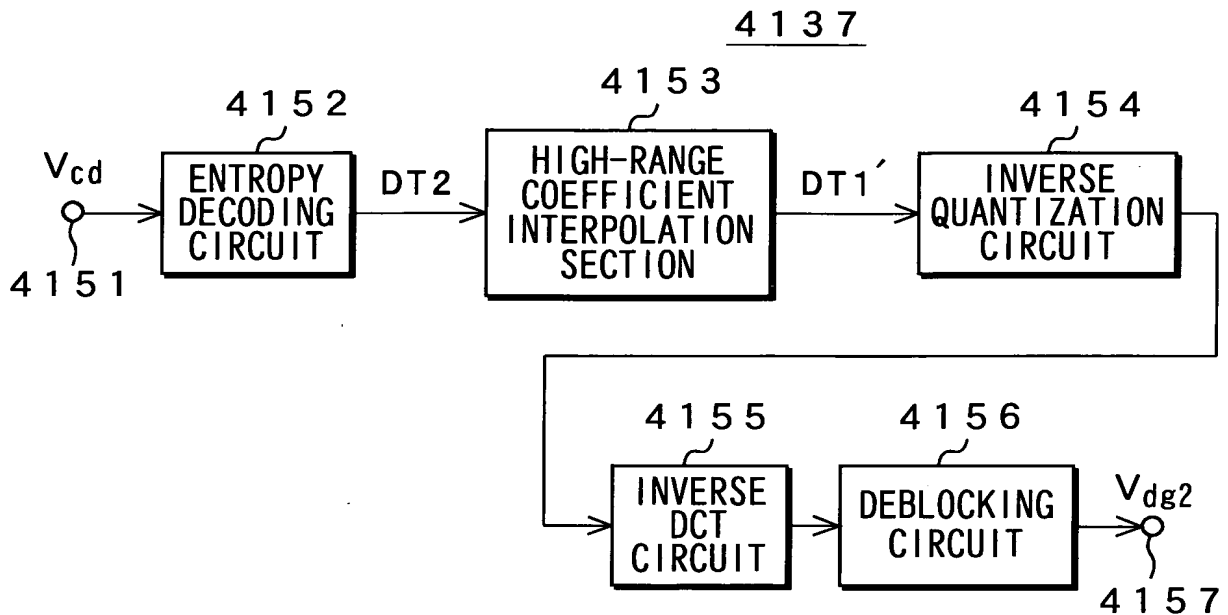 4137
4152
4153
4154
Vcd
ENTROPY
DECODING
CIRCUIT
DT2
HIGH-RANGE
COEFFICIENT
INTERPOLATION
SECTION
DT1′
INVERSE
QUANTIZATION
CIRCUIT
4151
4155
4156
INVERSE
DCT
CIRCUIT
DEBLOCKING
CIRCUIT
Vdg2
4157